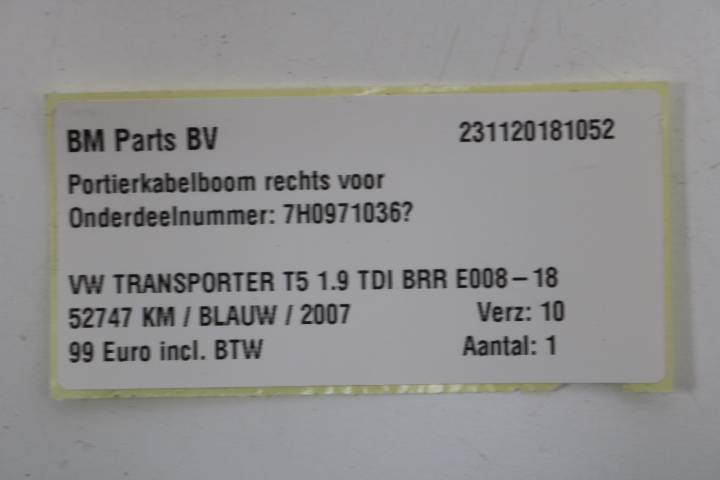 BM Parts BV 231120181052
Portierkabelboom rechts voor
Onderdeelnummer: 7H0971036?
VW TRANSPORTER T5 1.9 TDI BRR E008-18
52747 KM / BLAUW / 2007 Verz: 10
99 Euro incl. BTW Aantal: 1